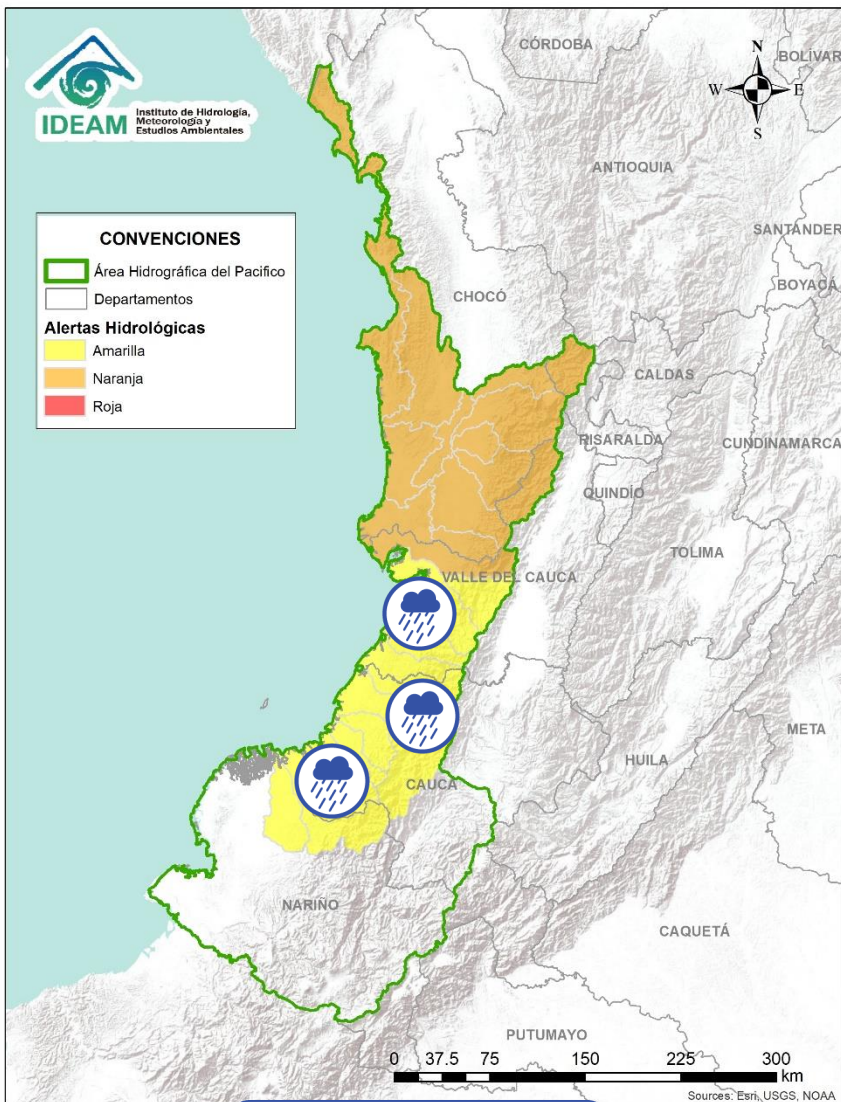 IDEAM
Instituto de Hidrología,
Meteorología y
Estudios Ambientales
N
W
E
S
CONVENCIONES
Área Hidrográfica del Pacifico
Departamentos
Alertas Hidrológicas
Amarilla
Naranja
Roja
CÓRDOBA
BOLÍVAR
ANTIOQUIA
SANTANDER
BOYACÁ
CHOCÓ
CALDAS
RISARALDA
CUNDINAMARCA
QUINDÍO
TOLIMA
VALLE DEL CAUCA
META
HUILA
CAUCA
NARIÑO
CAQUETÁ
PUTUMAYO
0 37.5 75 150 225 300
km
Sources: Esri, USGS, NOAA